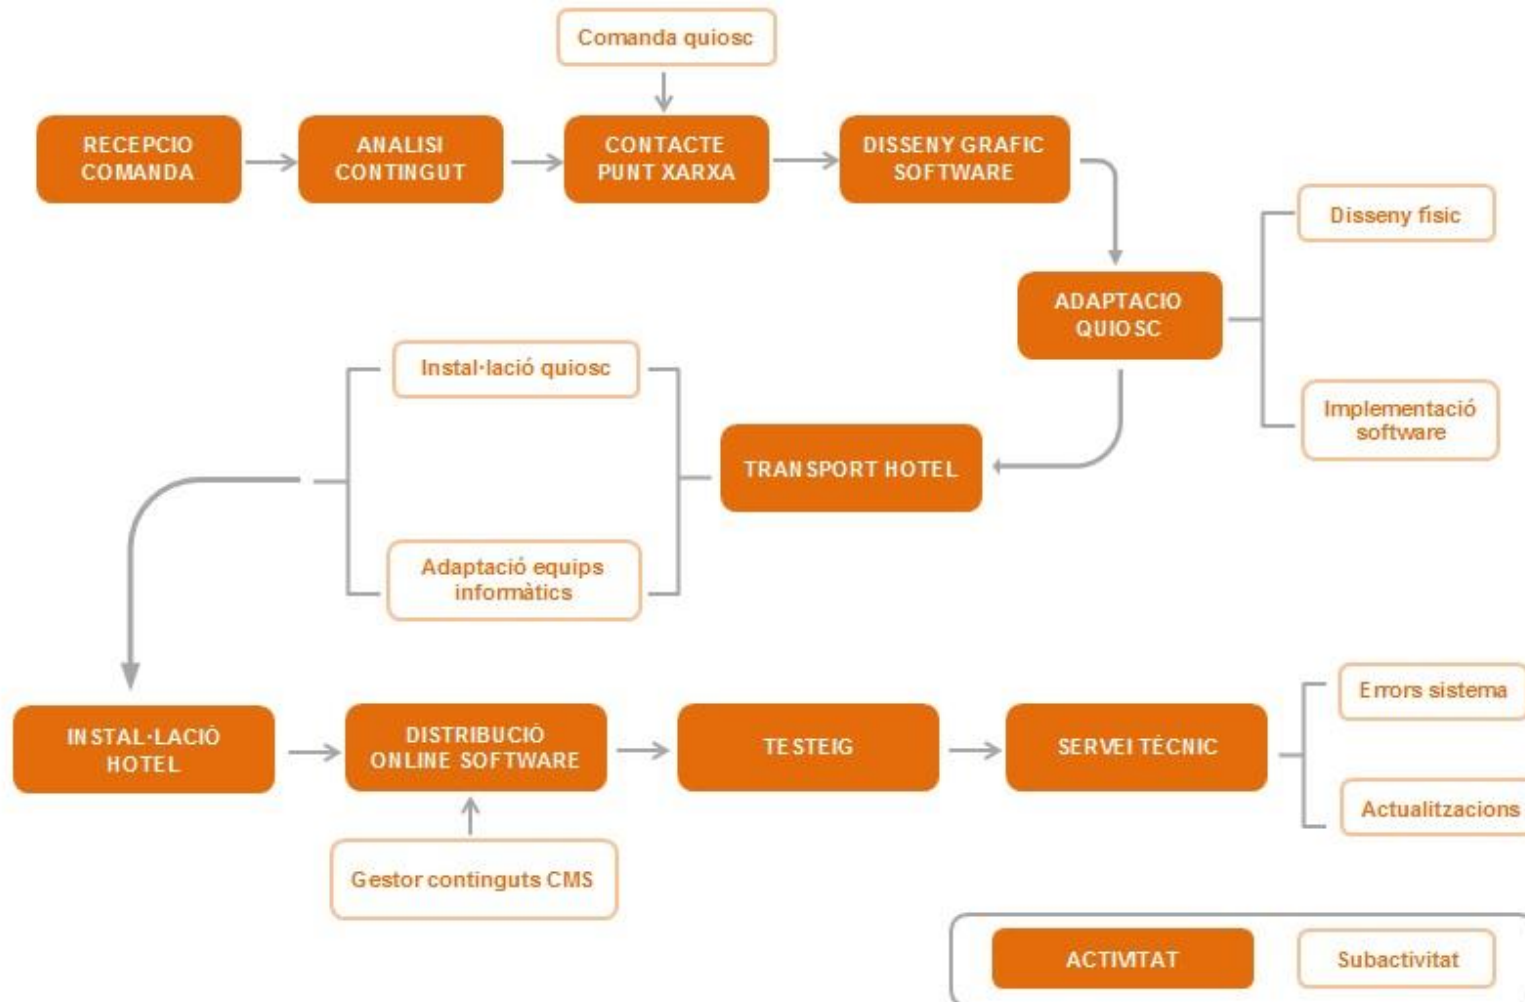 Comanda quiosc
RECEPCIO
COMANDA
ANALISI
CONTINGUT
CONTACTE
PUNT XARXA
DISSENY GRAFIC
SOFTWARE
Disseny físic
ADAPTACIO
QUIOSC
Implementació
software
Instal·lació quiosc
TRANSPORT HOTEL
Adaptació equips
informàtics
INSTAL·LACIÓ
HOTEL
DISTRIBUCIÓ
ONLINE SOFTWARE
TESTEIG
SERVEI TÈCNIC
Errors sistema
Actualitzacions
Gestor continguts CMS
ACTIVITAT
Subactivitat